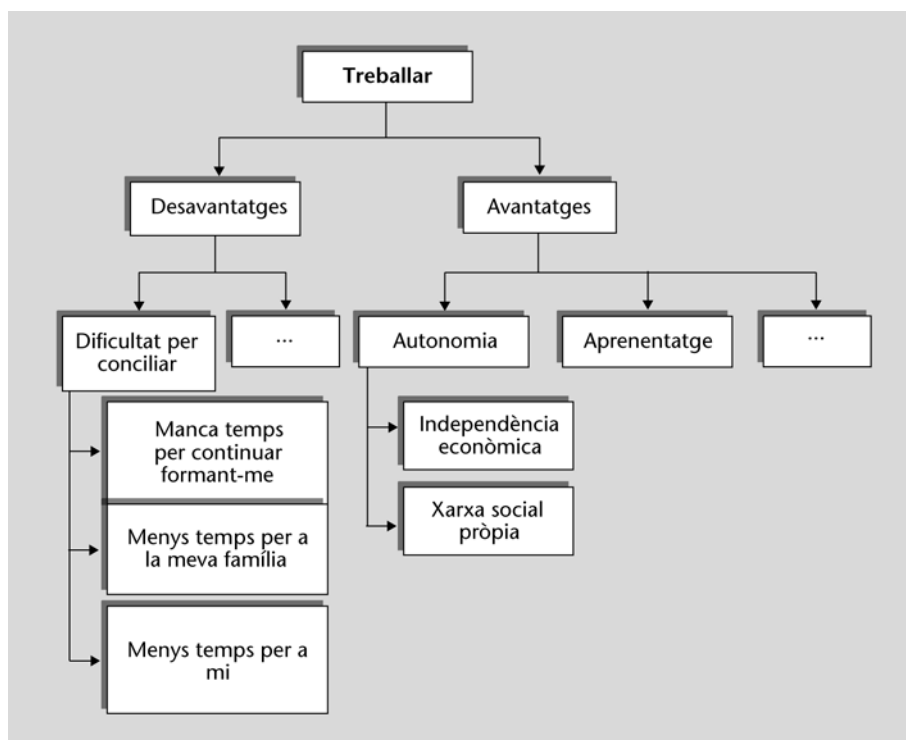 Treballar
Desavantatges
Avantatges
Dificultat per
conciliar
...
Autonomia
Aprenentatge
...
Manca temps
per continuar
formant-me
Menys temps per a
la meva família
Menys temps per a
mi
Independència
econòmica
Xarxa social
pròpia